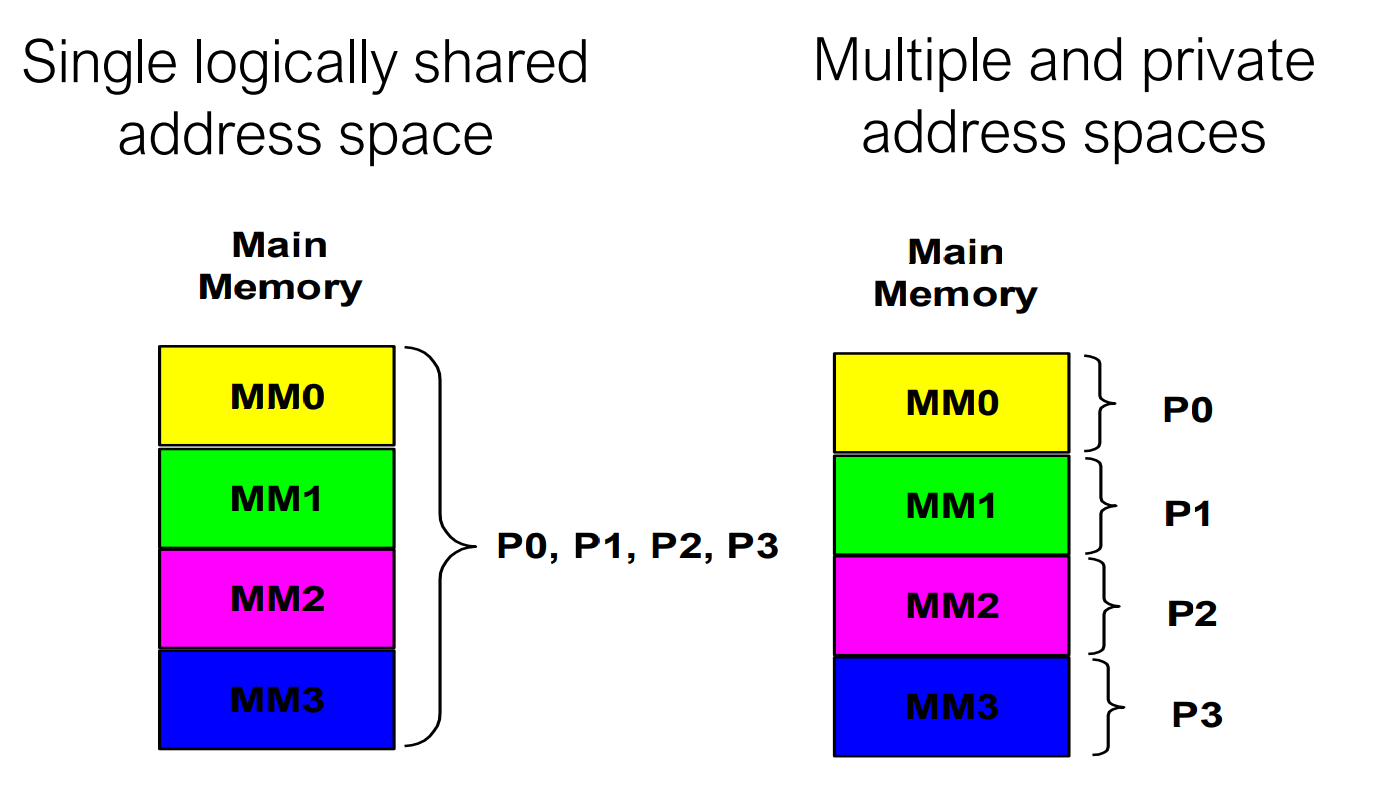 Single logically shared
address space
Main
Memory
MM0
MM1
MM2
MM3
P0, P1, P2, P3
Multiple and private
address spaces
Main
Memory
MM0
P0
MM1
P1
MM2
P2
MM3
P3